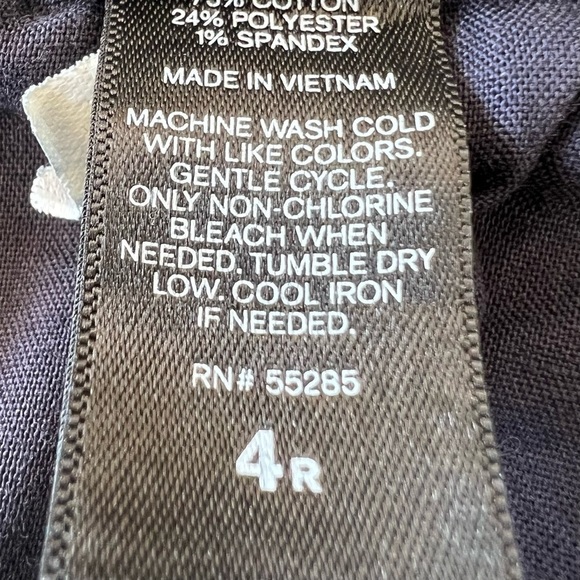 75% COTTON
24% POLYESTER
1% SPANDEX
MADE IN VIETNAM
MACHINE WASH COLD
WITH LIKE COLORS.
GENTLE CYCLE.
ONLY NON-CHLORINE
BLEACH WHEN
NEEDED. TUMBLE DRY
LOW. COOL IRON
IF NEEDED.
RN# 55285
4R